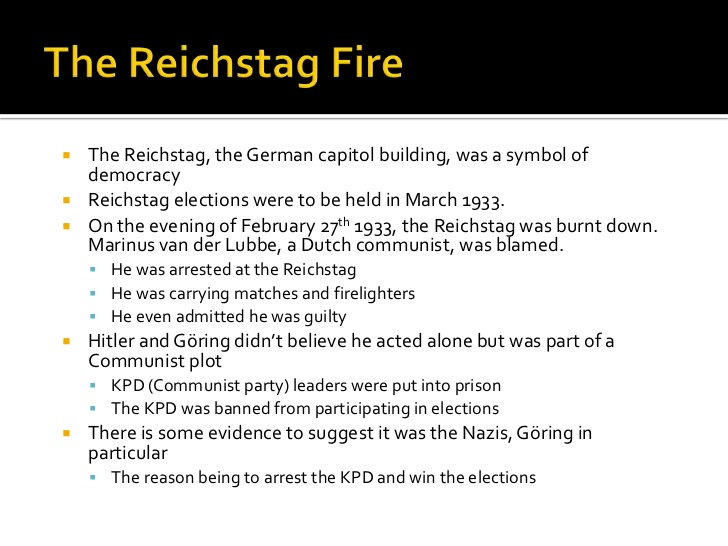 The Reichstag Fire
The Reichstag, the German capitol building, was a symbol of
democracy
Reichstag elections were to be held in March 1933.
On the evening of February 27th 1933, the Reichstag was burnt down.
Marinus van der Lubbe, a Dutch communist, was blamed.
He was arrested at the Reichstag
He was carrying matches and firelighters
He even admitted he was guilty
Hitler and Göring didn't believe he acted alone but was part of a
Communist plot
KPD (Communist party) leaders were put into prison
The KPD was banned from participating in elections
There is some evidence to suggest it was the Nazis, Göring in
particular
The reason being to arrest the KPD and win the elections